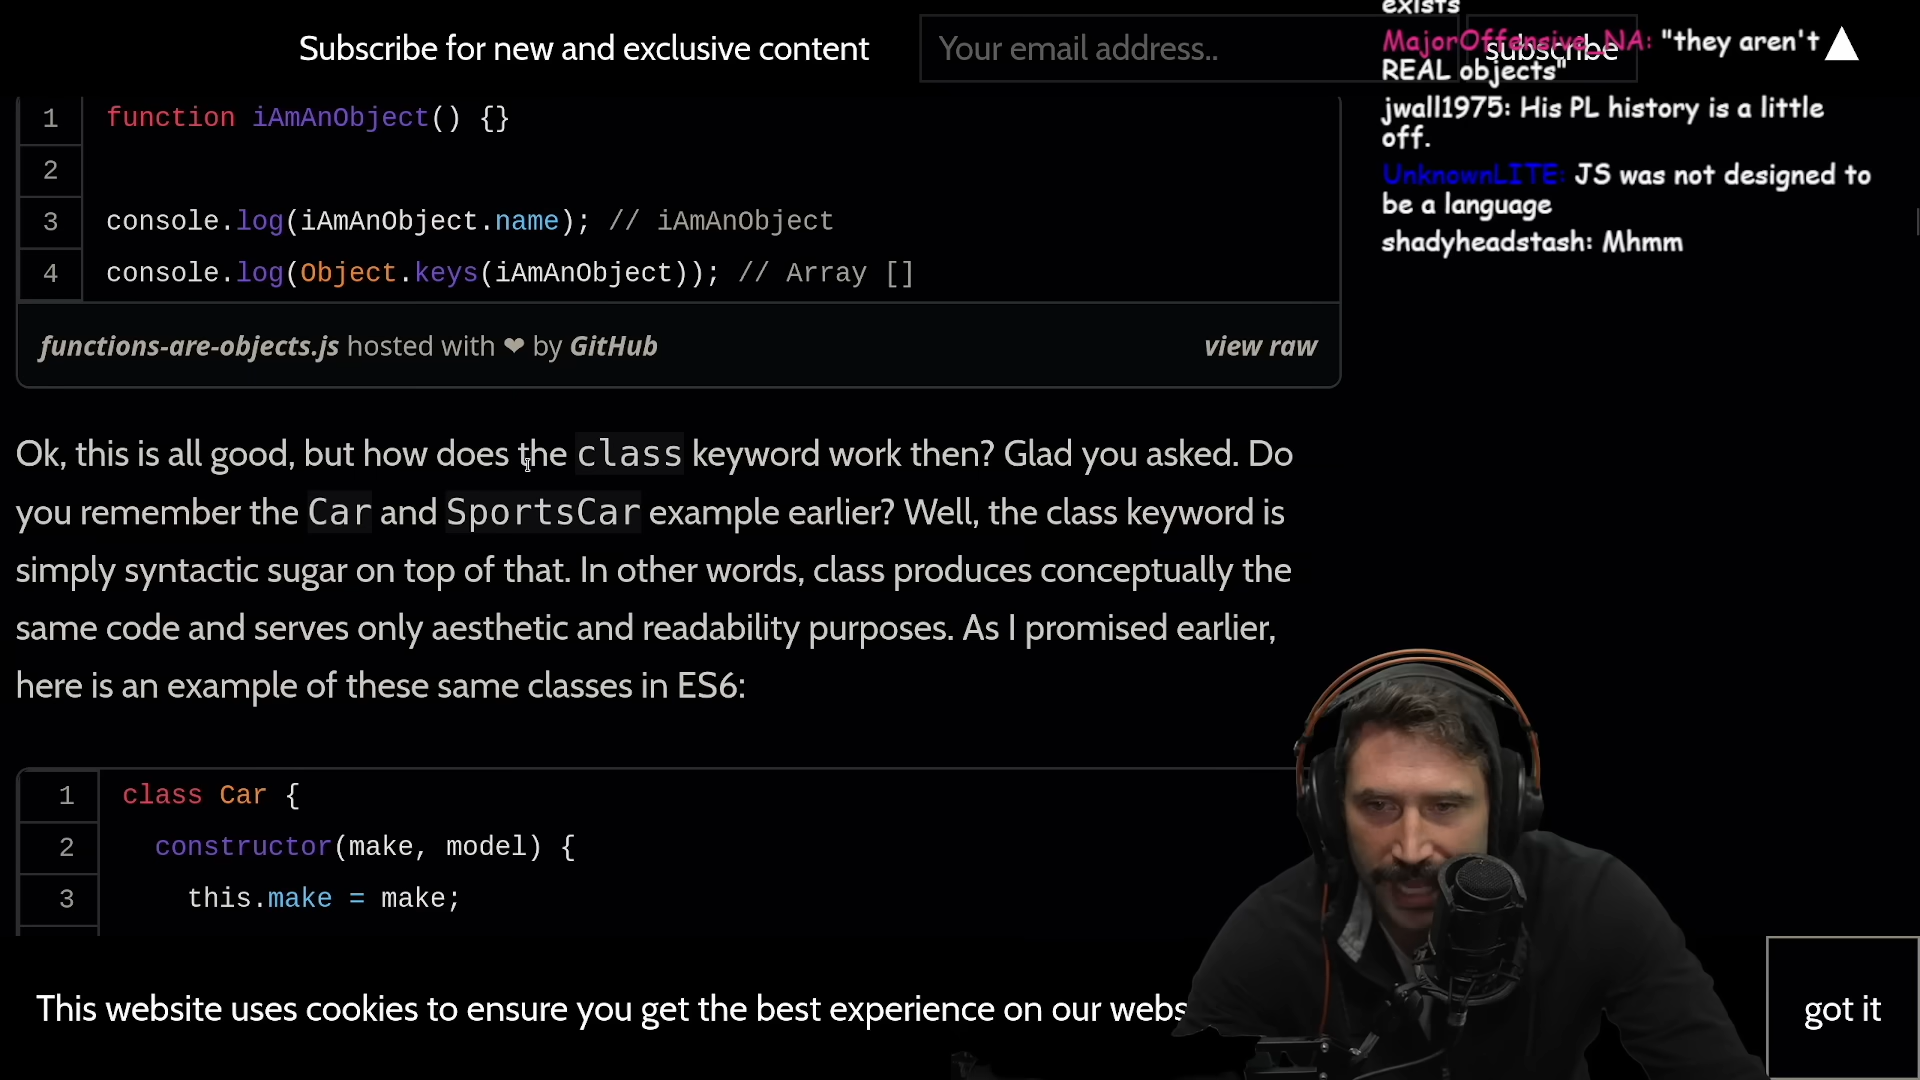 Subscribe for new and exclusive content
Your email address..
subscribe
exists
MajorOffensive_NA: "they aren't
REAL objects"
jwall1975: His PL history is a little
off.
UnknownLITE: JS was not designed to
be a language
shadyheadstash: Mhmm
1 function iAmAnObject() {}
2
3 console.log(iAmAnObject.name); // iAmAnObject
4 console.log(Object.keys(iAmAnObject)); // Array []
functions-are-objects.js hosted with ❤ by GitHub
view raw
Ok, this is all good, but how does the class keyword work then? Glad you asked. Do
you remember the Car and SportsCar example earlier? Well, the class keyword is
simply syntactic sugar on top of that. In other words, class produces conceptually the
same code and serves only aesthetic and readability purposes. As I promised earlier,
here is an example of these same classes in ES6:
1 class Car {
2 constructor(make, model) {
3 this.make = make;
This website uses cookies to ensure you get the best experience on our webs
got it